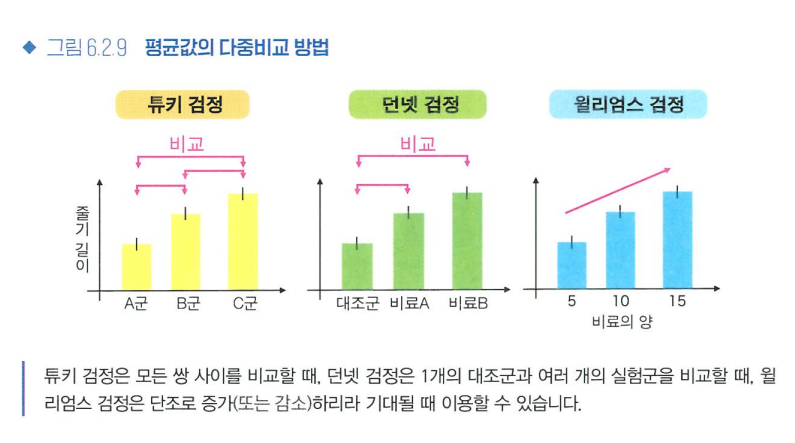 ◆ 그림 6.2.9 평균값의 다중비교 방법
튜키 검정 던넷 검정 윌리엄스 검정
비교 비교
줄기 길이
A군 B군 C군
대조군 비료A 비료B
5 10 15
비료의 양
튜키 검정은 모든 쌍 사이를 비교할 때, 던넷 검정은 1개의 대조군과 여러 개의 실험군을 비교할 때, 윌
리엄스 검정은 단조로 증가(또는 감소)하리라 기대될 때 이용할 수 있습니다.